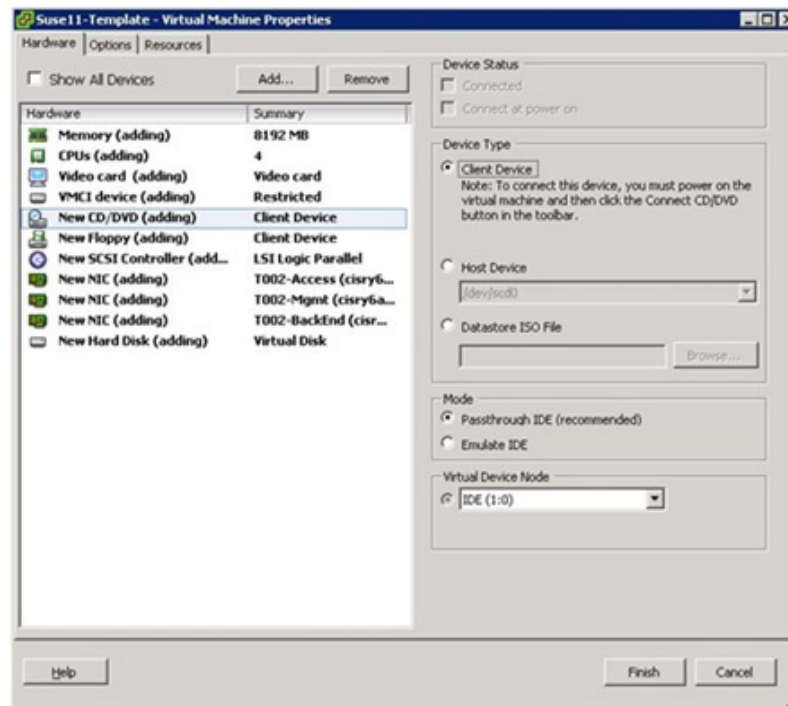 Suse11-Template - Virtual Machine Properties
Hardware Options Resources
Show All Devices Add... Remove
Hardware Summary
Memory (adding) 8192 MB
CPUs (adding) 4
Video card (adding) Video card
VMCI device (adding) Restricted
New CD/DVD (adding) Client Device
New Floppy (adding) Client Device
New SCSI Controller (add... LSI Logic Parallel
New NIC (adding) T002-Access (cisry6...
New NIC (adding) T002-Mgmt (cisry6a...
New NIC (adding) T002-BackEnd (cisr...
New Hard Disk (adding) Virtual Disk
Device Status
Connected
Connect at power on
Device Type
Client Device
Note: To connect this device, you must power on the
virtual machine and then click the Connect CD/DVD
button in the toolbar.
Host Device
/dev/scd0
Datastore ISO File
Browse...
Mode
Passthrough IDE (recommended)
Emulate IDE
Virtual Device Node
IDE (1:0)
Help Finish Cancel